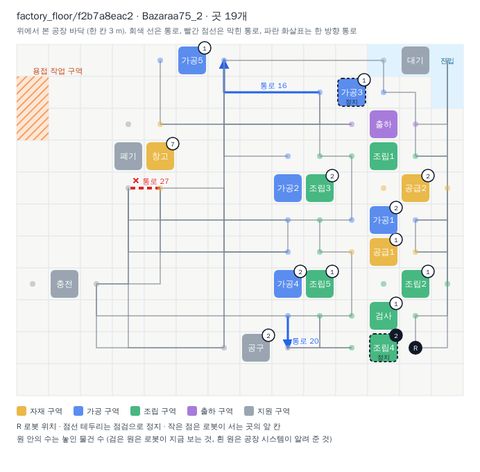 factory_floor/f2b7a8eac2 · Bazaraa75_2 · 곳 19개
위에서 본 공장 바닥 (한 칸 3 m). 회색 선은 통로, 빨간 점선은 막힌 통로, 파란 화살표는 한 방향 통로
가공5 1
대기
진입
용접 작업 구역
통로 16
가공3 1
정지
출하
폐기
창고 7
조립1
✖ 통로 27
가공2
조립3 2
공급2 2
가공1 2
공급1 1
충전
가공4 2
조립5 1
조립2 1
검사 1
통로 20
공구 2
조립4 2
정지
R
자재 구역
가공 구역
조립 구역
출하 구역
지원 구역
R 로봇 위치 · 점선 테두리는 점검으로 정지 · 작은 점은 로봇이 서는 곳의 앞 칸
원 안의 수는 놓인 물건 수 (검은 원은 로봇이 지금 보는 것, 흰 원은 공장 시스템이 알려 준 것)